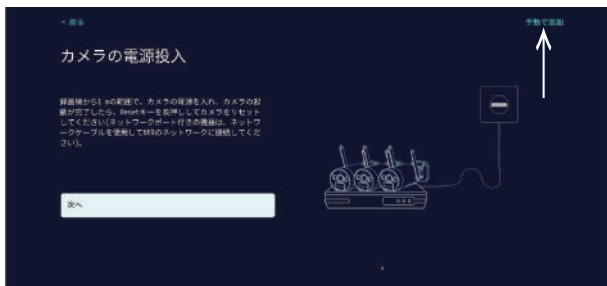 < 戻る
手動で追加
カメラの電源投入
録画機から1 mの範囲で、カメラの電源を入れ、カメラの起
動が完了したら、Resetキーを長押ししてカメラをリセット
してください(ネットワークポート付きの機器は、ネットワ
ークケーブルを使用してNVRのネットワークに接続してくだ
さい)。
次へ